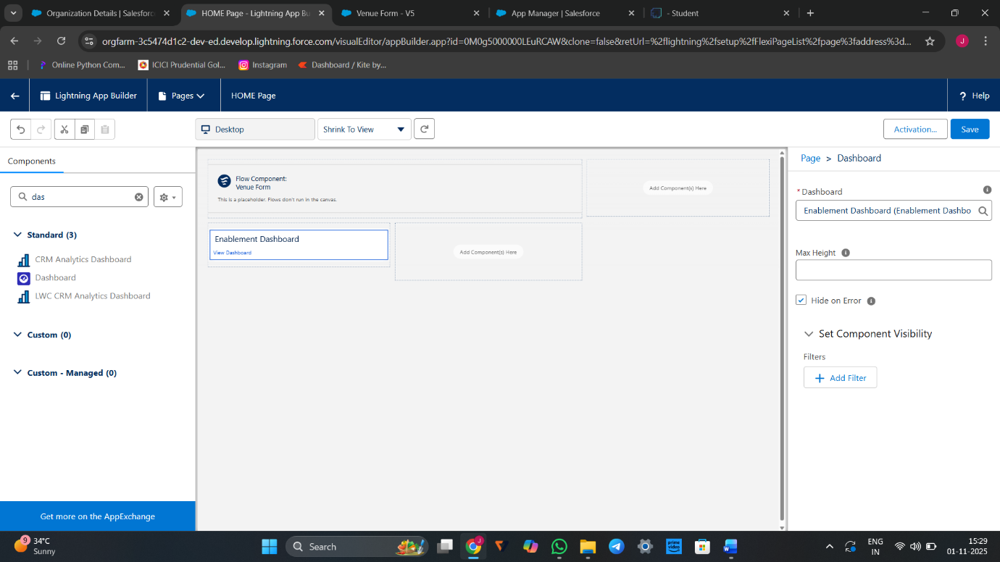 Organization Details | Salesforc
HOME Page - Lightning App Bu
Venue Form - V5
App Manager | Salesforce
- Student
orgfarm-3c5474d1c2-dev-ed.develop.lightning.force.com/visualEditor/appBuilder.app?id=0M0g5000000LEuRCAW&clone=false&retUrl=%2flightning%2fsetup%2fFlexiPageList%2fpage%3faddress%3d...
J
Online Python Com...
ICICI Prudential Gol...
Instagram
Dashboard / Kite by...
Lightning App Builder
Pages
HOME Page
? Help
Desktop
Shrink To View
Activation...
Save
Components
das
Standard (3)
CRM Analytics Dashboard
Dashboard
LWC CRM Analytics Dashboard
Custom (0)
Custom - Managed (0)
Get more on the AppExchange
Flow Component:
Venue Form
This is a placeholder. Flows don't run in the canvas.
Add Component(s) Here
Enablement Dashboard
View Dashboard
Add Component(s) Here
Page > Dashboard
* Dashboard
Enablement Dashboard (Enablement Dashbo
Max Height
Hide on Error
Set Component Visibility
Filters
Add Filter
9
34°C
Sunny
Search
J
prime video
W
ENG
IN
15:29
01-11-2025